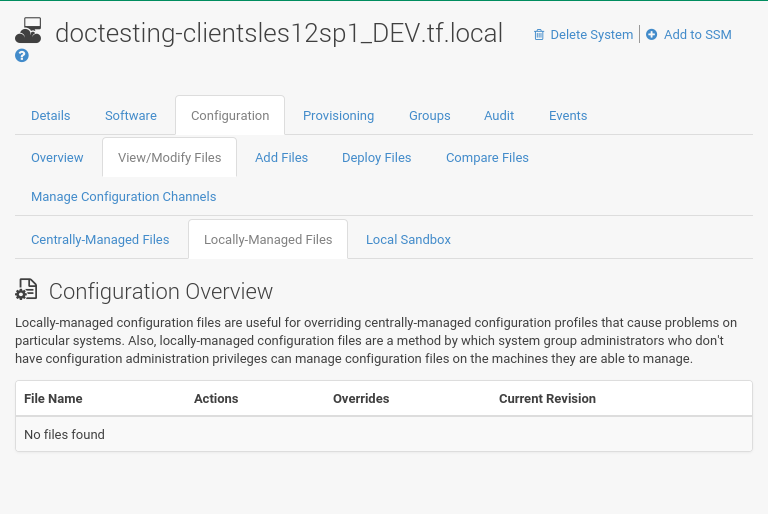 doctesting-clientsles12sp1_DEV.tf.local
Delete System | Add to SSM
Details Software Configuration Provisioning Groups Audit Events
Overview View/Modify Files Add Files Deploy Files Compare Files
Manage Configuration Channels
Centrally-Managed Files Locally-Managed Files Local Sandbox
Configuration Overview
Locally-managed configuration files are useful for overriding centrally-managed configuration profiles that cause problems on
particular systems. Also, locally-managed configuration files are a method by which system group administrators who don't
have configuration administration privileges can manage configuration files on the machines they are able to manage.
File Name Actions Overrides Current Revision
No files found